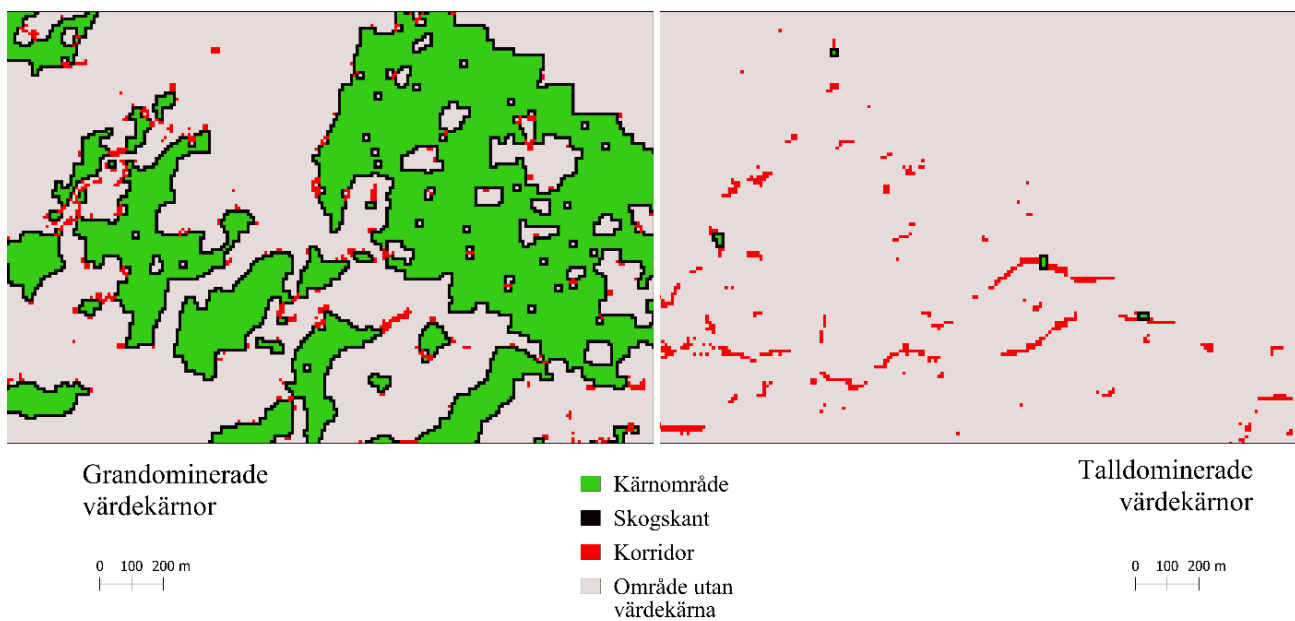 Grandominerade
värdekärnor
0 100 200 m
Kärnområde
Skogskant
Korridor
Område utan
värdekärna
Talldominerade
värdekärnor
0 100 200 m